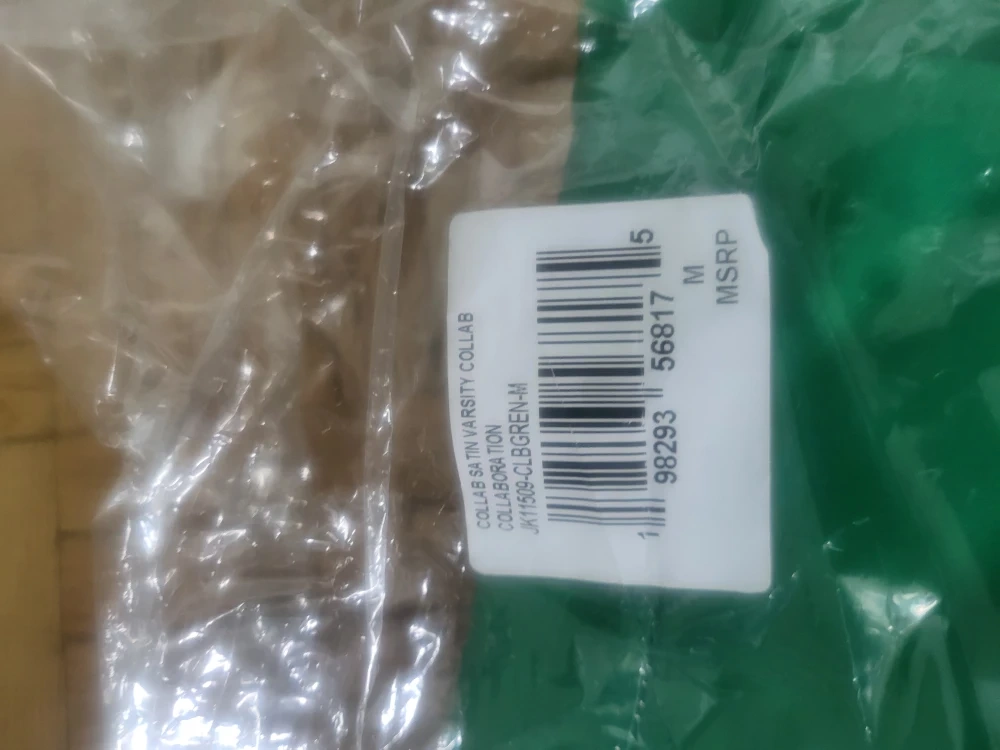 COLLAB SATIN VARSITY COLLAB
COLLABORATION
JK11509-CLBGREN-M
1 98293 56817 5
M
MSRP